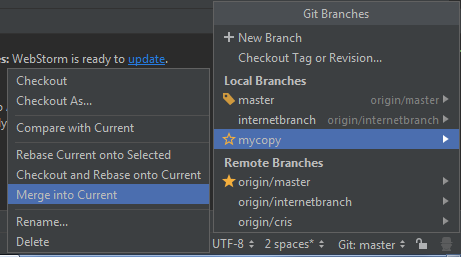 Git Branches
New Branch
Checkout Tag or Revision...
Local Branches
master origin/master
internetbranch origin/internetbranch
mycopy
Remote Branches
origin/master
origin/internetbranch
origin/cris
s: WebStorm is ready to update.
Checkout
Checkout As...
Compare with Current
Rebase Current onto Selected
Checkout and Rebase onto Current
Merge into Current
Rename...
Delete
UTF-8 2 spaces* Git: master